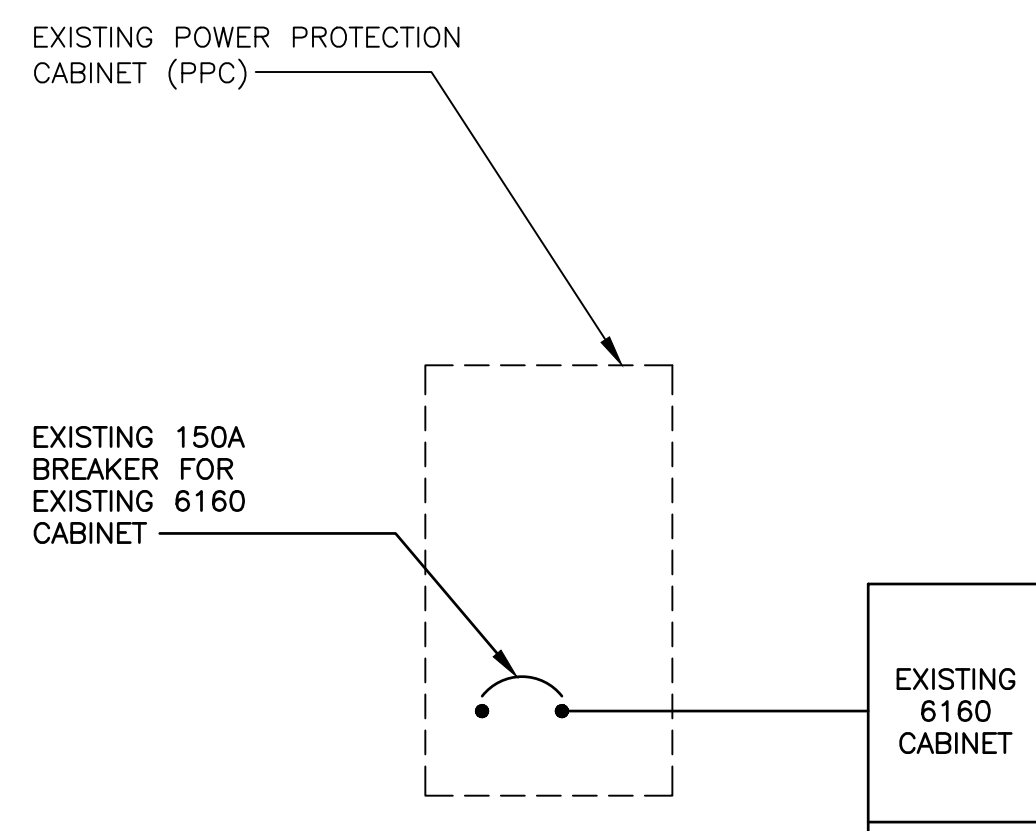 EXISTING POWER PROTECTION
CABINET (PPC)
EXISTING 150A
BREAKER FOR
EXISTING 6160
CABINET
EXISTING
6160
CABINET